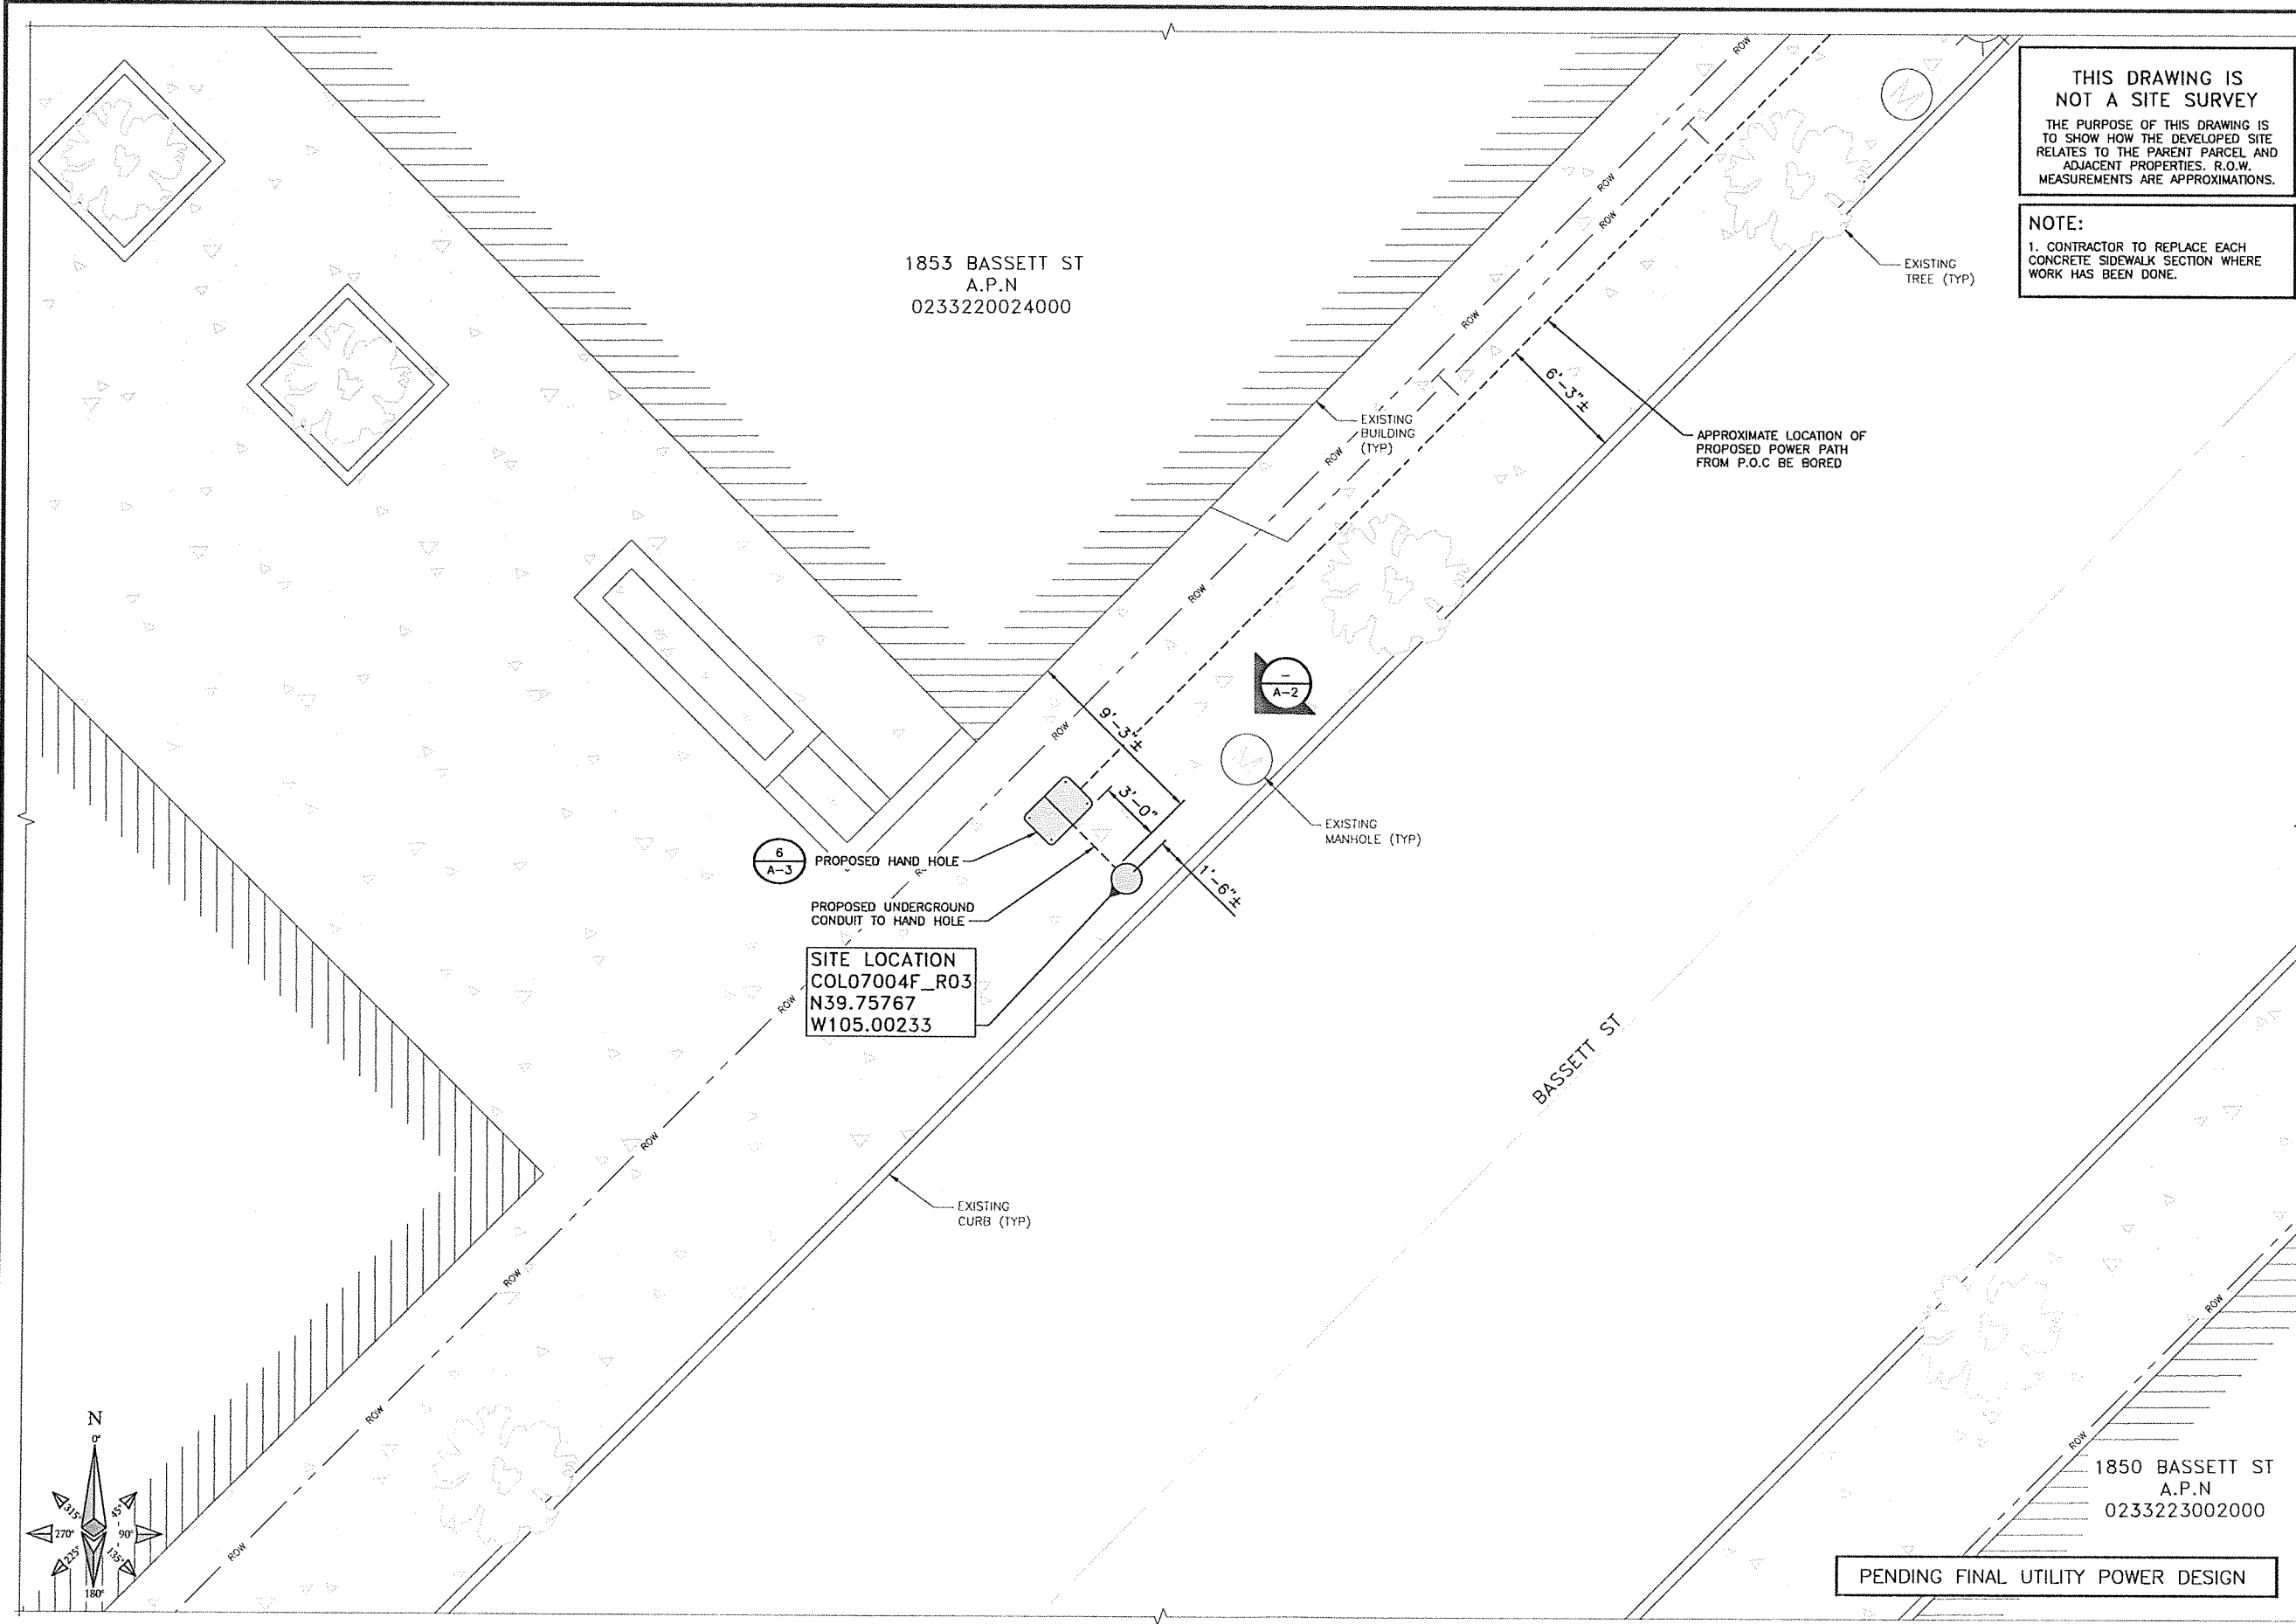 THIS DRAWING IS
NOT A SITE SURVEY
THE PURPOSE OF THIS DRAWING IS
TO SHOW HOW THE DEVELOPED SITE
RELATES TO THE PARENT PARCEL AND
ADJACENT PROPERTIES. R.O.W.
MEASUREMENTS ARE APPROXIMATIONS.
NOTE:
1. CONTRACTOR TO REPLACE EACH
CONCRETE SIDEWALK SECTION WHERE
WORK HAS BEEN DONE.
ROW
M
ROW
ROW
1853 BASSETT ST
A.P.N
0233220024000
EXISTING
TREE (TYP)
ROW
6'-3"±
EXISTING
BUILDING
(TYP)
ROW
APPROXIMATE LOCATION OF
PROPOSED POWER PATH
FROM P.O.C BE BORED
ROW
–
A-2
9'-3"±
ROW
M
3'-0"
EXISTING
MANHOLE (TYP)
6
A-3
PROPOSED HAND HOLE
1'-6"±
PROPOSED UNDERGROUND
CONDUIT TO HAND HOLE
SITE LOCATION
COL07004F_R03
N39.75767
W105.00233
ROW
BASSETT ST
ROW
EXISTING
CURB (TYP)
ROW
ROW
ROW
ROW
ROW
1850 BASSETT ST
A.P.N
0233223002000
N
0°
315°
45°
270°
90°
225°
135°
180°
PENDING FINAL UTILITY POWER DESIGN